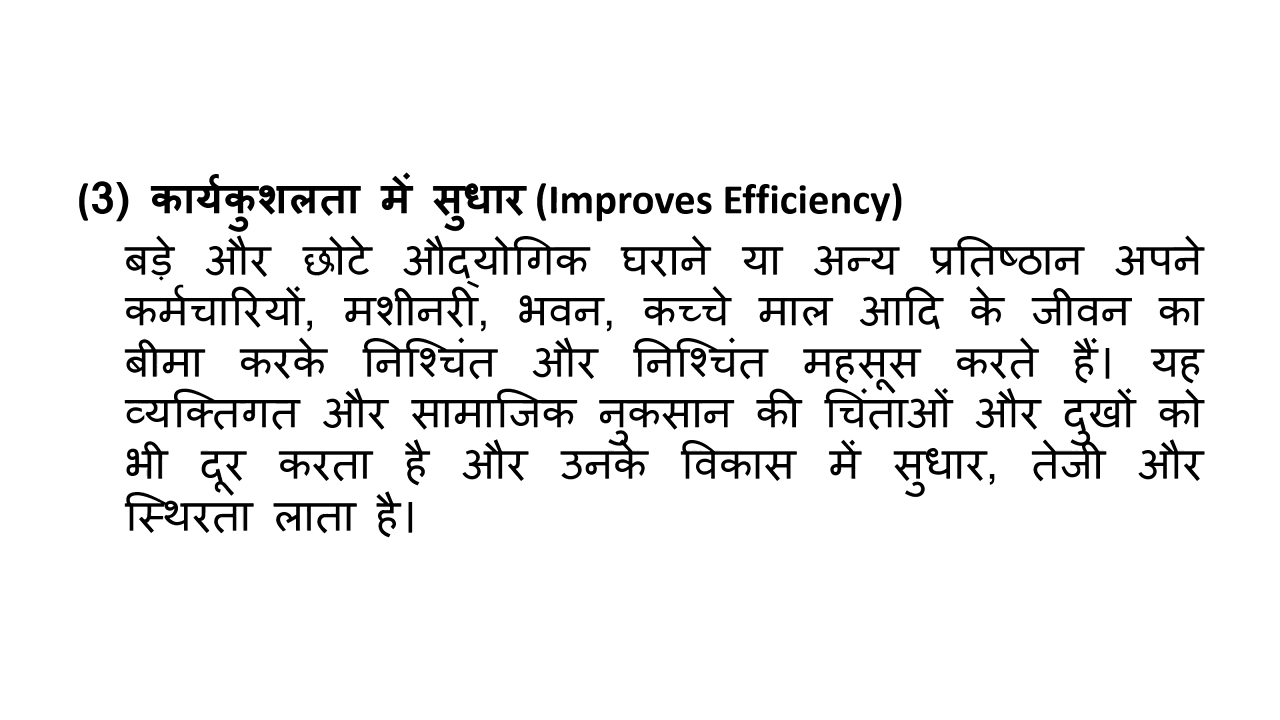 (3) कार्यकुशलता में सुधार (Improves Efficiency)
बड़े और छोटे औद्योगिक घराने या अन्य प्रतिष्ठान अपने
कर्मचारियों, मशीनरी, भवन, कच्चे माल आदि के जीवन का
बीमा करके निश्चिंत और निश्चिंत महसूस करते हैं। यह
व्यक्तिगत और सामाजिक नुकसान की चिंताओं और दुखों को
भी दूर करता है और उनके विकास में सुधार, तेजी और
स्थिरता लाता है।